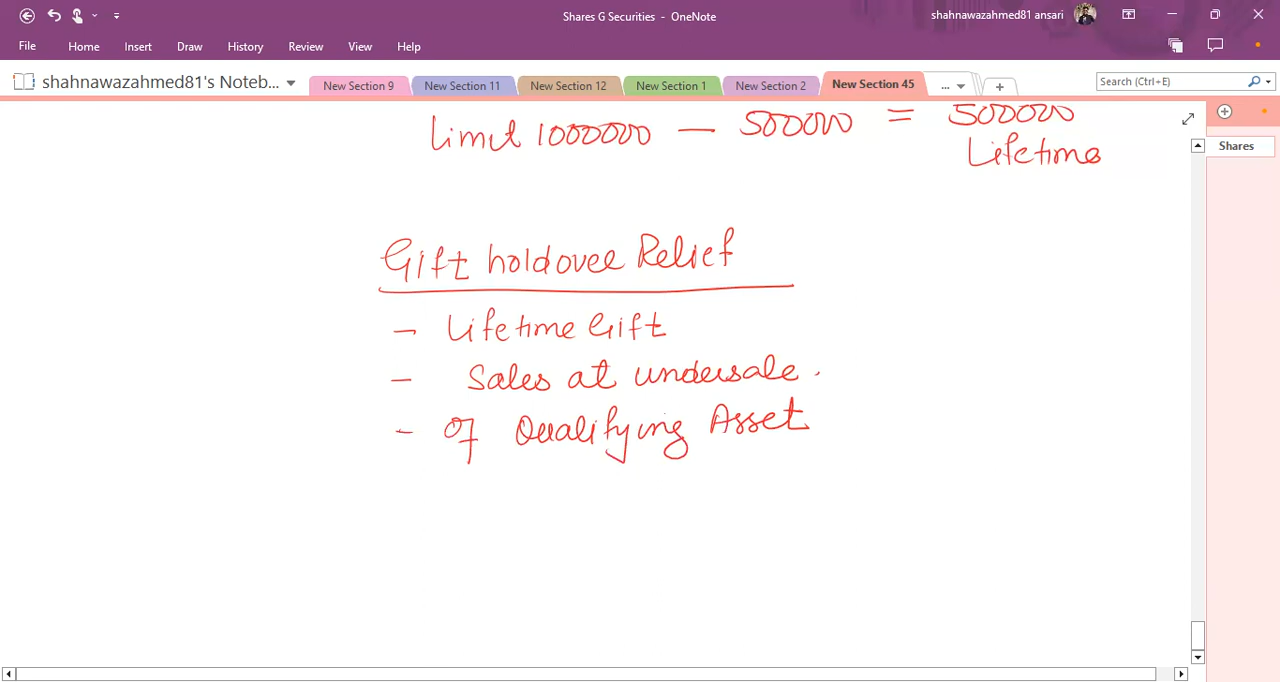 Shares G Securities - OneNote
shahnawazahmed81 ansari
File Home Insert Draw History Review View Help
shahnawazahmed81's Noteb... New Section 9 New Section 11 New Section 12 New Section 1 New Section 2 New Section 45 ... + Search (Ctrl+E)
Shares
limit 1000000 — 500000 = 500000
Lifetime
Gift holdover Relief
- Lifetime Gift
- Sales at undersale.
- Of Qualifying Asset